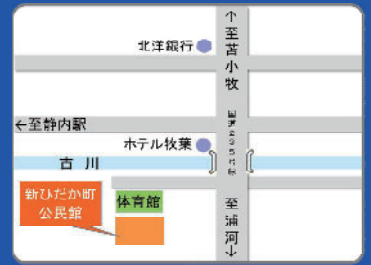 ↑至苫小牧
北洋銀行
←至静内駅
ホテル牧葉
古川
新ひだか町
公民館
体育館
至浦河↓